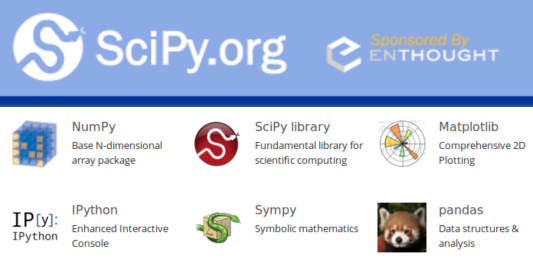 SciPy.org
Sponsored By
ENTHOUGHT
NumPy
Base N-dimensional
array package
SciPy library
Fundamental library for
scientific computing
Matplotlib
Comprehensive 2D
Plotting
IP[y]:
IPython
IPython
Enhanced Interactive
Console
Sympy
Symbolic mathematics
pandas
Data structures &
analysis